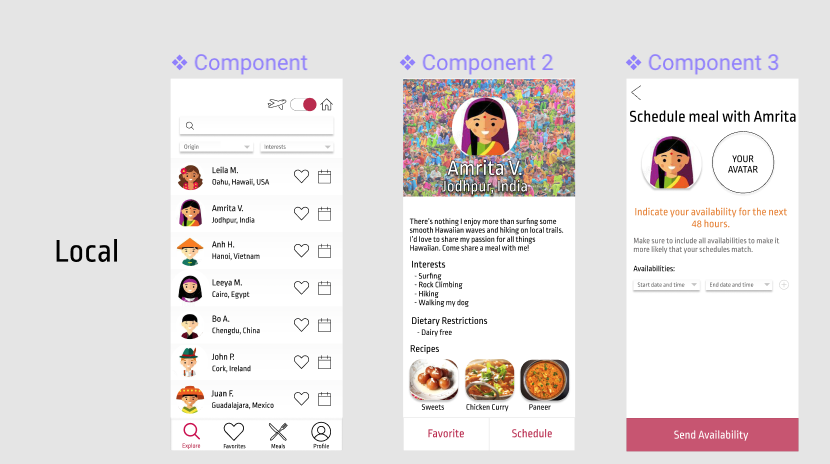 Component
Component 2
Component 3
Local
Origin
Interests
Leila M.
Oahu, Hawaii, USA
Amrita V.
Jodhpur, India
Anh H.
Hanoi, Vietnam
Leeya M.
Cairo, Egypt
Bo A.
Chengdu, China
John P.
Cork, Ireland
Juan F.
Guadalajara, Mexico
Explore
Favorites
Meals
Profile
Amrita V.
Jodhpur, India
There's nothing I enjoy more than surfing some
smooth Hawaiian waves and hiking on local trails.
I'd love to share my passion for all things
Hawaiian. Come share a meal with me!
Interests
- Surfing
- Rock Climbing
- Hiking
- Walking my dog
Dietary Restrictions
- Dairy free
Recipes
Sweets
Chicken Curry
Paneer
Favorite
Schedule
Schedule meal with Amrita
YOUR
AVATAR
Indicate your availability for the next
48 hours.
Make sure to include all availabilities to make it
more likely that your schedules match.
Availabilities:
Start date and time
End date and time
Send Availability